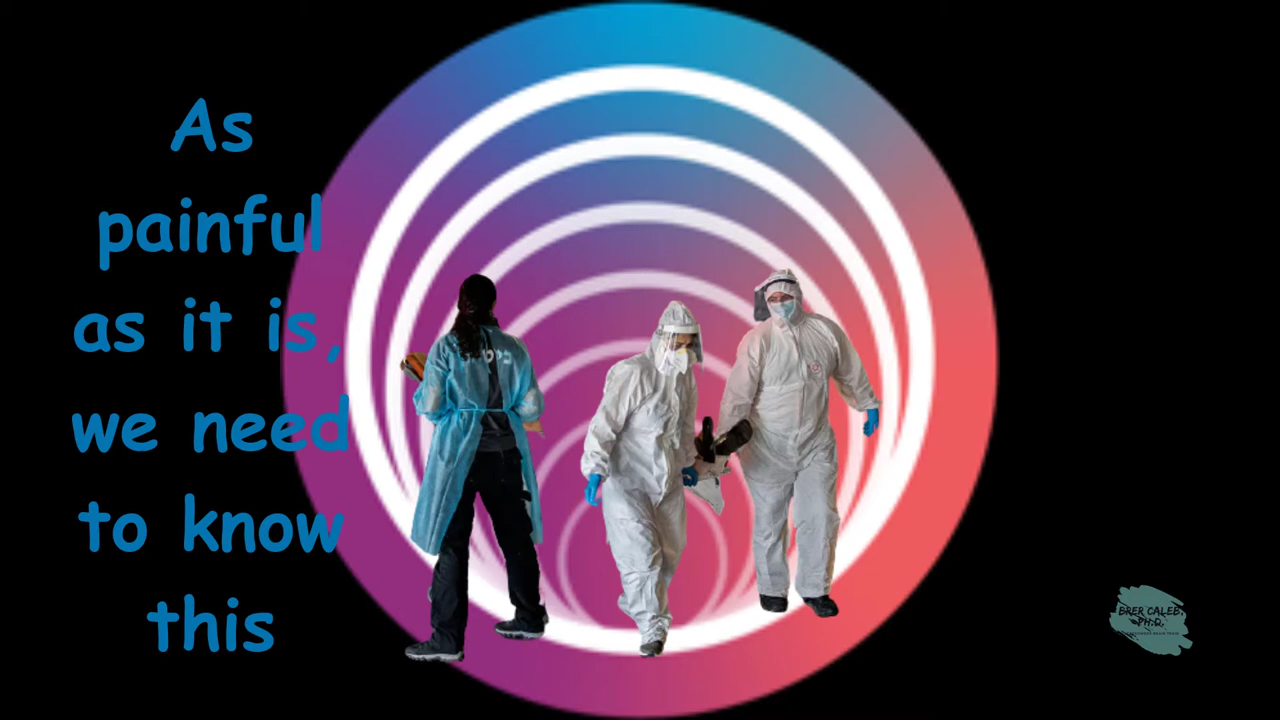 As
painful
as it is,
we need
to know
this
BRER CALEB,
PH.D.